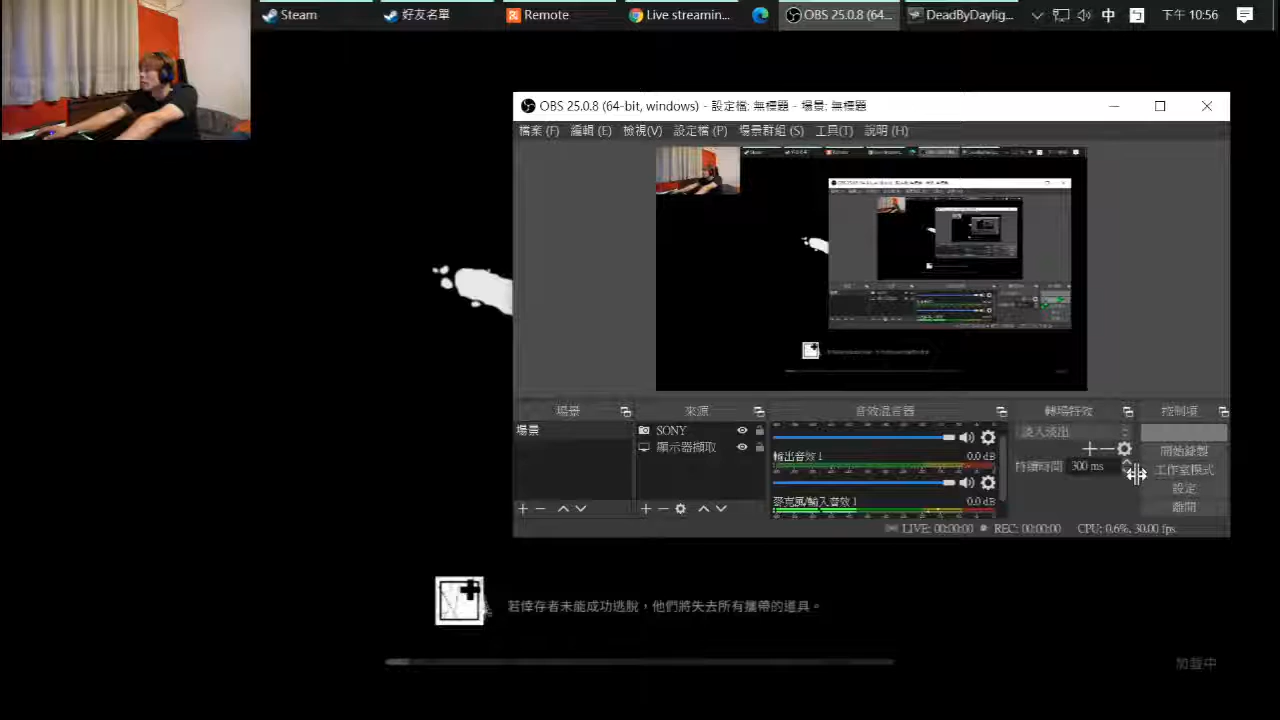 Steam
好友名單
Remote
Live streamin...
OBS 25.0.8 (64-...
DeadByDaylig...
中
下午 10:56
OBS 25.0.8 (64-bit, windows) - 設定檔: 無標題 - 場景: 無標題
檔案 (F) 編輯 (E) 檢視(V) 設定檔 (P) 場景群組 (S) 工具(T) 說明 (H)
場景
來源
音效混音器
轉場特效
控制項
場景
SONY
顯示器擷取
輸出音效 1
0.0 dB
麥克風/輸入音效 1
0.0 dB
淡入淡出
持續時間 300 ms
開始錄製
工作室模式
設定
離開
LIVE: 00:00:00 REC: 00:00:00 CPU: 0.6%, 30.00 fps
若倖存者未能成功逃脫，他們將失去所有攜帶的道具。
加載中